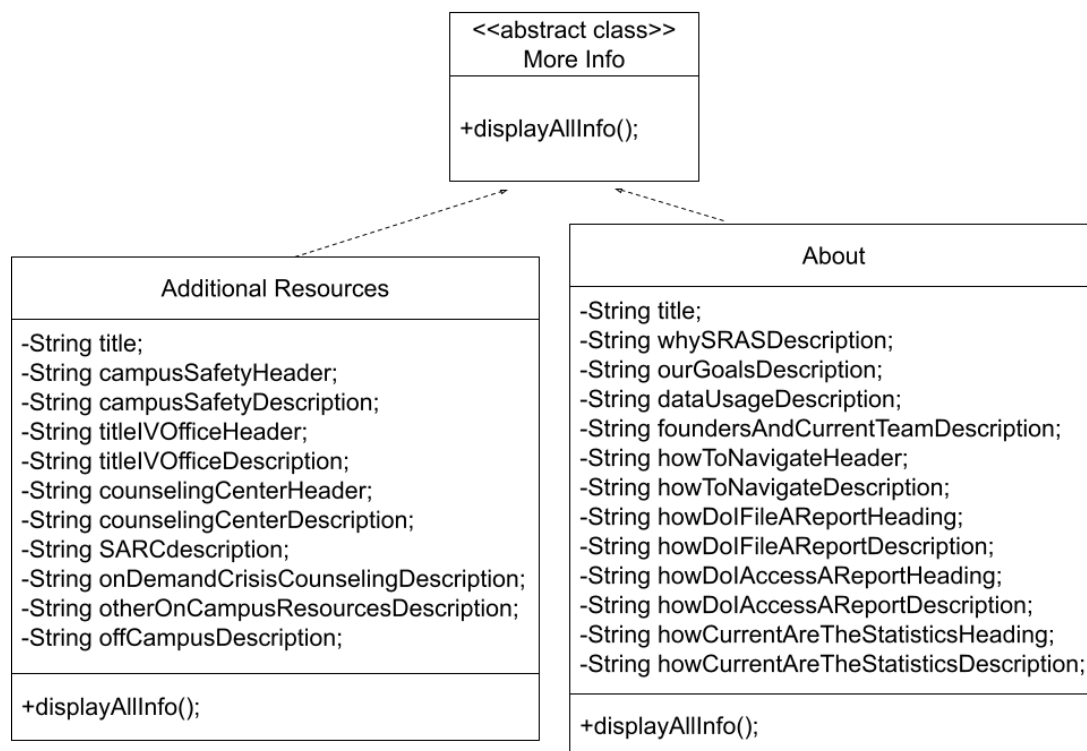 <<abstract class>>
More Info
+displayAllInfo();
Additional Resources
-String title;
-String campusSafetyHeader;
-String campusSafetyDescription;
-String titleIVOfficeHeader;
-String titleIVOfficeDescription;
-String counselingCenterHeader;
-String counselingCenterDescription;
-String SARCdescription;
-String onDemandCrisisCounselingDescription;
-String otherOnCampusResourcesDescription;
-String offCampusDescription;
+displayAllInfo();
About
-String title;
-String whySRASDescription;
-String ourGoalsDescription;
-String dataUsageDescription;
-String foundersAndCurrentTeamDescription;
-String howToNavigateHeader;
-String howToNavigateDescription;
-String howDoIFileAReportHeading;
-String howDoIFileAReportDescription;
-String howDoIAccessAReportHeading;
-String howDoIAccessAReportDescription;
-String howCurrentAreTheStatisticsHeading;
-String howCurrentAreTheStatisticsDescription;
+displayAllInfo();